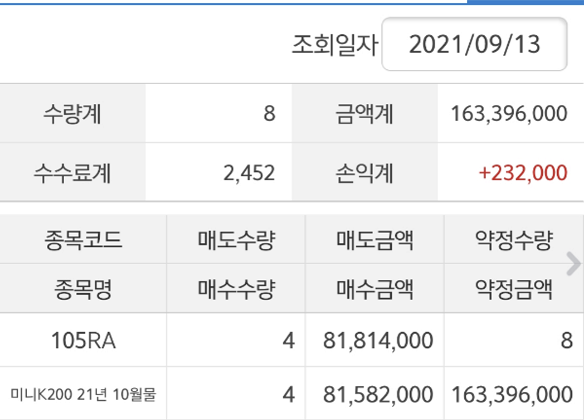 조회일자 2021/09/13
수량계 8 금액계 163,396,000
수수료계 2,452 손익계 +232,000
종목코드 매도수량 매도금액 약정수량
종목명 매수수량 매수금액 약정금액
105RA 4 81,814,000 8
미니K200 21년 10월물 4 81,582,000 163,396,000